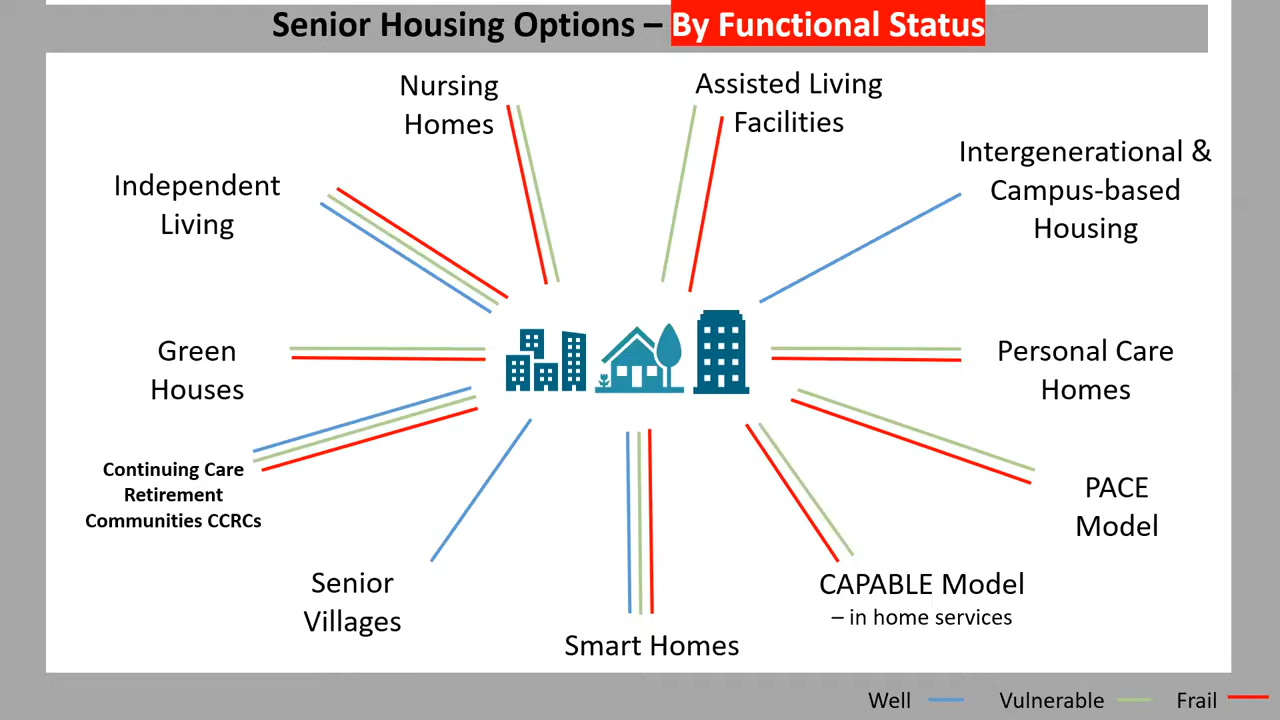 Senior Housing Options – By Functional Status
Nursing
Homes
Assisted Living
Facilities
Intergenerational &
Campus-based
Housing
Independent
Living
Green
Houses
Personal Care
Homes
Continuing Care
Retirement
Communities CCRCs
PACE
Model
Senior
Villages
CAPABLE Model
– in home services
Smart Homes
Well
Vulnerable
Frail